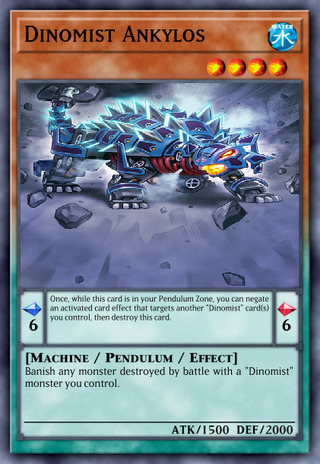 Dinomist Ankylos
WATER
水
Once, while this card is in your Pendulum Zone, you can negate
an activated card effect that targets another "Dinomist" card(s)
you control, then destroy this card.
6
6
[Machine / Pendulum / Effect]
Banish any monster destroyed by battle with a "Dinomist"
monster you control.
ATK/1500 DEF/2000